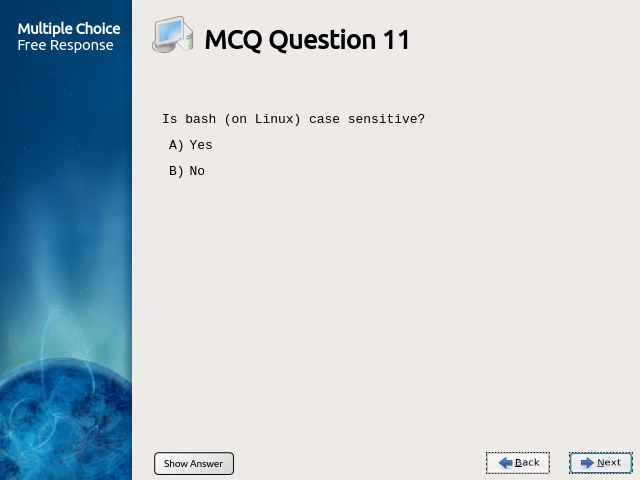 Multiple Choice
Free Response
MCQ Question 11
Is bash (on Linux) case sensitive?
A) Yes
B) No
Show Answer
Back
Next